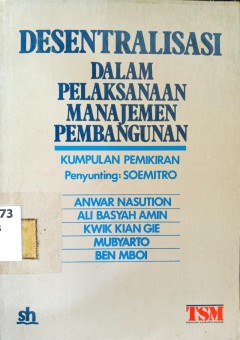 DESENTRALISASI
DALAM
PELAKSANAAN
MANAJEMEN
PEMBANGUNAN
KUMPULAN PEMIKIRAN
Penyunting: SOEMITRO
ANWAR NASUTION
ALI BASYAH AMIN
KWIK KIAN GIE
MUBYARTO
BEN MBOI
73
s
sh
TSM